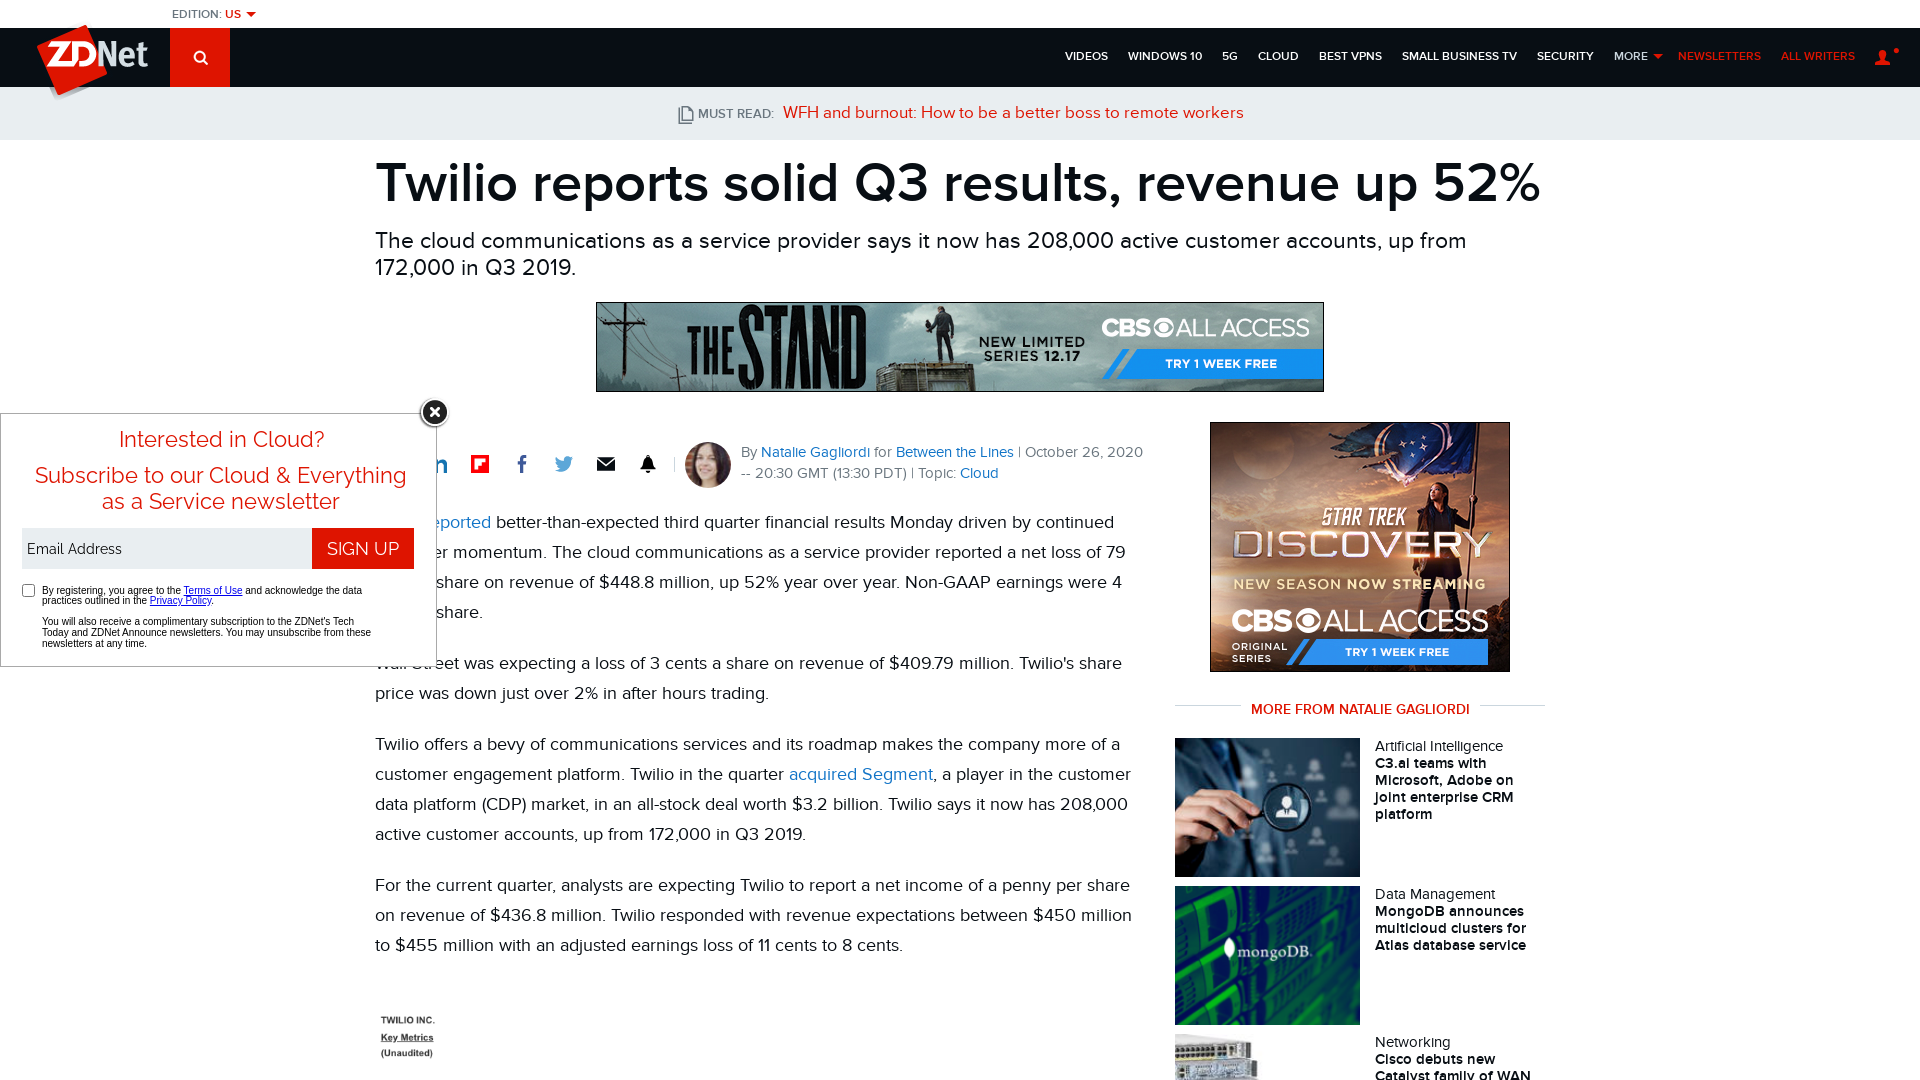 EDITION: US
ZDNet
VIDEOS WINDOWS 10 5G CLOUD BEST VPNS SMALL BUSINESS TV SECURITY MORE NEWSLETTERS ALL WRITERS
MUST READ: WFH and burnout: How to be a better boss to remote workers
Twilio reports solid Q3 results, revenue up 52%
The cloud communications as a service provider says it now has 208,000 active customer accounts, up from
172,000 in Q3 2019.
THE STAND
NEW LIMITED
SERIES 12.17
CBS ALL ACCESS
TRY 1 WEEK FREE
Interested in Cloud?
Subscribe to our Cloud & Everything
as a Service newsletter
Email Address
SIGN UP
By registering, you agree to the Terms of Use and acknowledge the data
practices outlined in the Privacy Policy.
You will also receive a complimentary subscription to the ZDNet's Tech
Today and ZDNet Announce newsletters. You may unsubscribe from these
newsletters at any time.
By Natalie Gagliordi for Between the Lines | October 26, 2020
-- 20:30 GMT (13:30 PDT) | Topic: Cloud
better-than-expected third quarter financial results Monday driven by continued
momentum. The cloud communications as a service provider reported a net loss of 79
share on revenue of $448.8 million, up 52% year over year. Non-GAAP earnings were 4
share.
Street was expecting a loss of 3 cents a share on revenue of $409.79 million. Twilio's share
price was down just over 2% in after hours trading.
Twilio offers a bevy of communications services and its roadmap makes the company more of a
customer engagement platform. Twilio in the quarter acquired Segment, a player in the customer
data platform (CDP) market, in an all-stock deal worth $3.2 billion. Twilio says it now has 208,000
active customer accounts, up from 172,000 in Q3 2019.
For the current quarter, analysts are expecting Twilio to report a net income of a penny per share
on revenue of $436.8 million. Twilio responded with revenue expectations between $450 million
to $455 million with an adjusted earnings loss of 11 cents to 8 cents.
TWILIO INC.
Key Metrics
(Unaudited)
STAR TREK
DISCOVERY
NEW SEASON NOW STREAMING
CBS ALL ACCESS
ORIGINAL
SERIES
TRY 1 WEEK FREE
MORE FROM NATALIE GAGLIORDI
Artificial Intelligence
C3.ai teams with
Microsoft, Adobe on
joint enterprise CRM
platform
mongoDB
Data Management
MongoDB announces
multicloud clusters for
Atlas database service
Networking
Cisco debuts new
Catalyst family of WAN